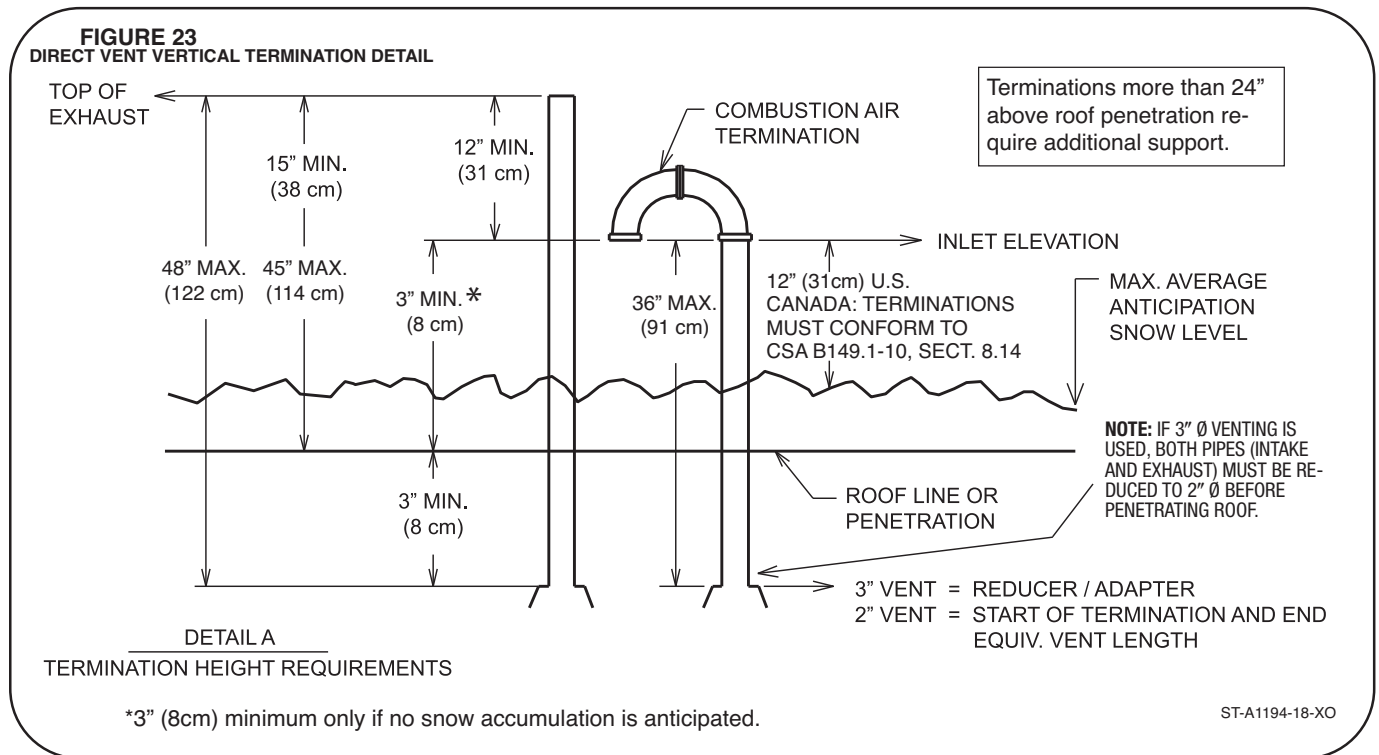 FIGURE 23
DIRECT VENT VERTICAL TERMINATION DETAIL
TOP OF
EXHAUST
15” MIN.
(38 cm)
12” MIN.
(31 cm)
COMBUSTION AIR
TERMINATION
Terminations more than 24”
above roof penetration re-
quire additional support.
INLET ELEVATION
48” MAX.
(122 cm)
45” MAX.
(114 cm)
3” MIN.*
(8 cm)
36” MAX.
(91 cm)
12” (31cm) U.S.
CANADA: TERMINATIONS
MUST CONFORM TO
CSA B149.1-10, SECT. 8.14
MAX. AVERAGE
ANTICIPATION
SNOW LEVEL
NOTE: IF 3” Ø VENTING IS
USED, BOTH PIPES (INTAKE
AND EXHAUST) MUST BE RE-
DUCED TO 2” Ø BEFORE
PENETRATING ROOF.
3” MIN.
(8 cm)
ROOF LINE OR
PENETRATION
3” VENT = REDUCER / ADAPTER
2” VENT = START OF TERMINATION AND END
EQUIV. VENT LENGTH
DETAIL A
TERMINATION HEIGHT REQUIREMENTS
*3” (8cm) minimum only if no snow accumulation is anticipated.
ST-A1194-18-XO